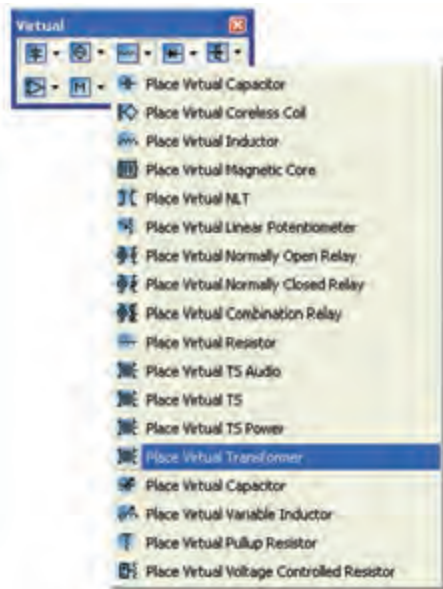 Virtual
Place Virtual Capacitor
Place Virtual Coreless Coil
Place Virtual Inductor
Place Virtual Magnetic Core
Place Virtual NLT
Place Virtual Linear Potentiometer
Place Virtual Normally Open Relay
Place Virtual Normally Closed Relay
Place Virtual Combination Relay
Place Virtual Resistor
Place Virtual TS Audio
Place Virtual TS
Place Virtual TS Power
Place Virtual Transformer
Place Virtual Capacitor
Place Virtual Variable Inductor
Place Virtual Pullup Resistor
Place Virtual Voltage Controlled Resistor